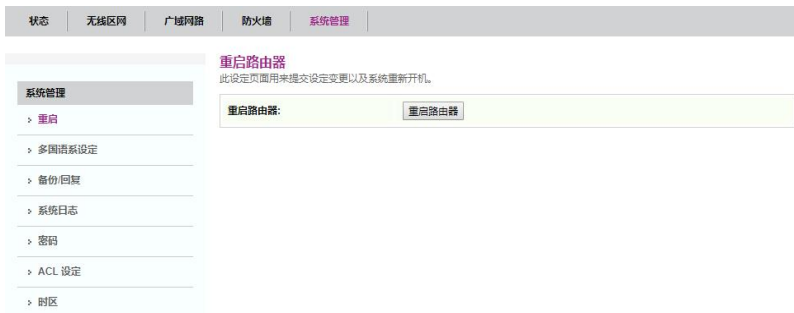 状态 无线区网 广域网路 防火墙 系统管理
重启路由器
此设定页面用来提交设定变更以及系统重新开机。
系统管理
重启路由器: 重启路由器
› 重启
› 多国语系设定
› 备份/回复
› 系统日志
› 密码
› ACL 设定
› 时区